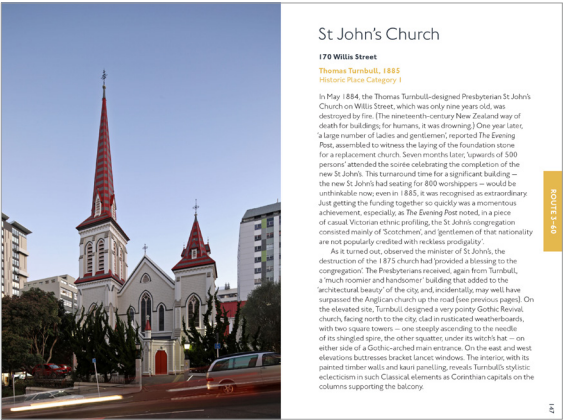 St John's Church
170 Willis Street
Thomas Turnbull, 1885
Historic Place Category 1
In May 1884, the Thomas Turnbull-designed Presbyterian St John's
Church on Willis Street, which was only nine years old, was
destroyed by fire. (The nineteenth-century New Zealand way of
death for buildings; for humans, it was drowning.) One year later,
'a large number of ladies and gentlemen', reported The Evening
Post, assembled to witness the laying of the foundation stone
for a replacement church. Seven months later, 'upwards of 500
persons' attended the soirée celebrating the completion of the
new St John's. This turnaround time for a significant building —
the new St John's had seating for 800 worshippers — would be
unthinkable now; even in 1885, it was recognised as extraordinary.
Just getting the funding together so quickly was a momentous
achievement, especially, as The Evening Post noted, in a piece
of casual Victorian ethnic profiling, the St John's congregation
consisted mainly of 'Scotchmen', and 'gentlemen of that nationality
are not popularly credited with reckless prodigality'.
As it turned out, observed the minister of St John's, the
destruction of the 1875 church had 'provided a blessing to the
congregation'. The Presbyterians received, again from Turnbull,
a 'much roomier and handsomer' building that added to the
'architectural beauty' of the city, and, incidentally, may well have
surpassed the Anglican church up the road (see previous pages). On
the elevated site, Turnbull designed a very pointy Gothic Revival
church, facing north to the city, clad in rusticated weatherboards,
with two square towers — one steeply ascending to the needle
of its shingled spire, the other squatter, under its witch's hat — on
either side of a Gothic-arched main entrance. On the east and west
elevations buttresses bracket lancet windows. The interior, with its
painted timber walls and kauri panelling, reveals Turnbull's stylistic
eclecticism in such Classical elements as Corinthian capitals on the
columns supporting the balcony.
ROUTE 5–60
147